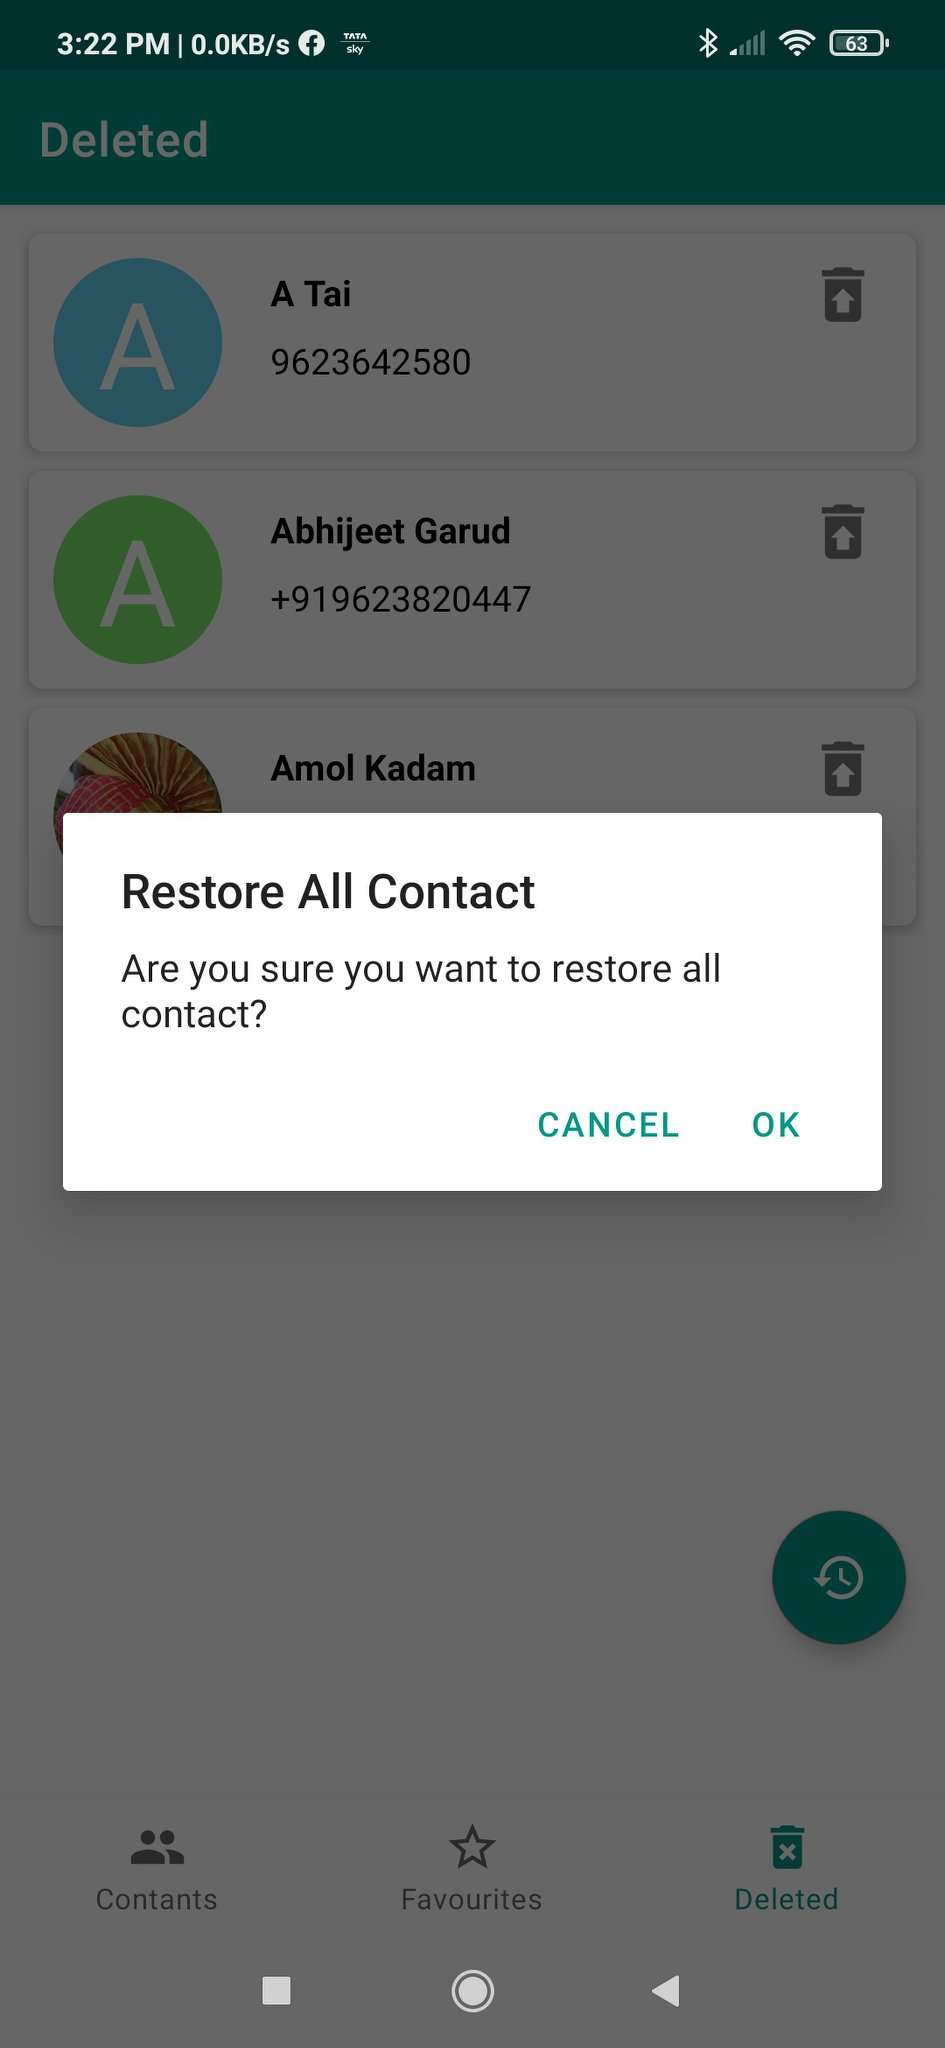 3:22 PM | 0.0KB/s TATA sky 63
Deleted
A
A Tai
9623642580
A
Abhijeet Garud
+919623820447
Amol Kadam
Restore All Contact
Are you sure you want to restore all
contact?
CANCEL OK
Contants Favourites Deleted